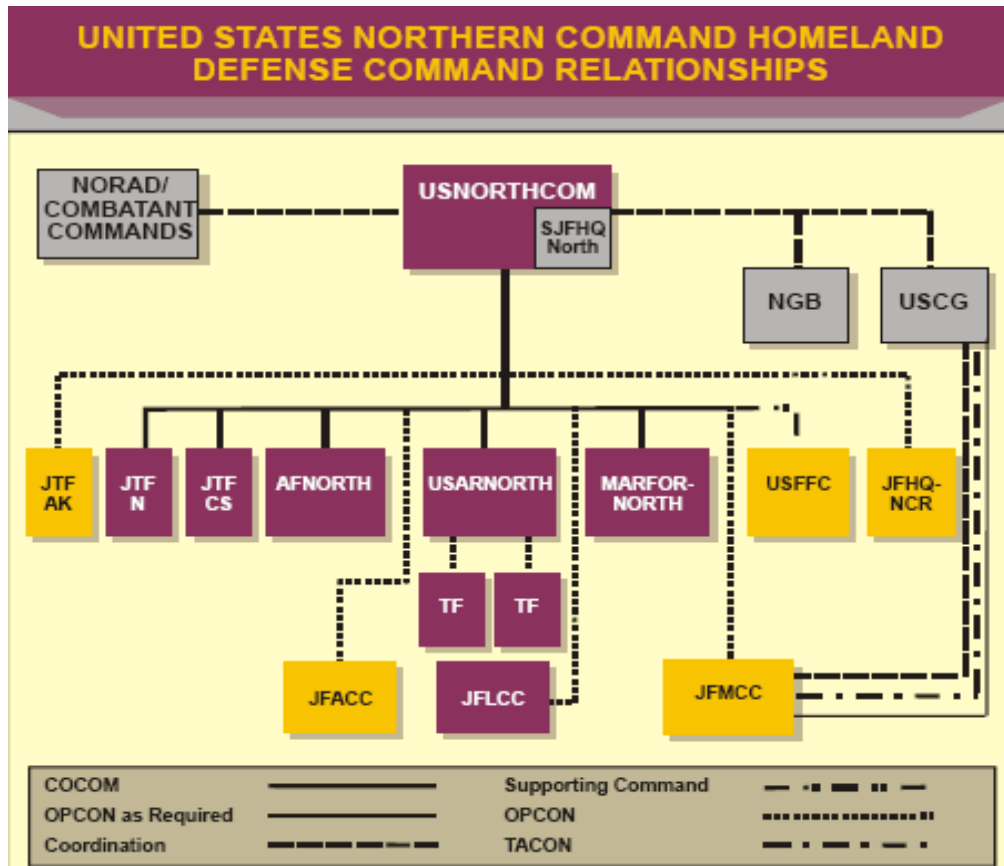 UNITED STATES NORTHERN COMMAND HOMELAND
DEFENSE COMMAND RELATIONSHIPS
NORAD/
COMBATANT
COMMANDS
USNORTHCOM
SJFHQ
North
NGB
USCG
JTF
AK
JTF
N
JTF
CS
AFNORTH
USARNORTH
MARFOR-
NORTH
USFFC
JFHQ-
NCR
TF
TF
JFACC
JFLCC
JFMCC
COCOM
OPCON as Required
Coordination
Supporting Command
OPCON
TACON